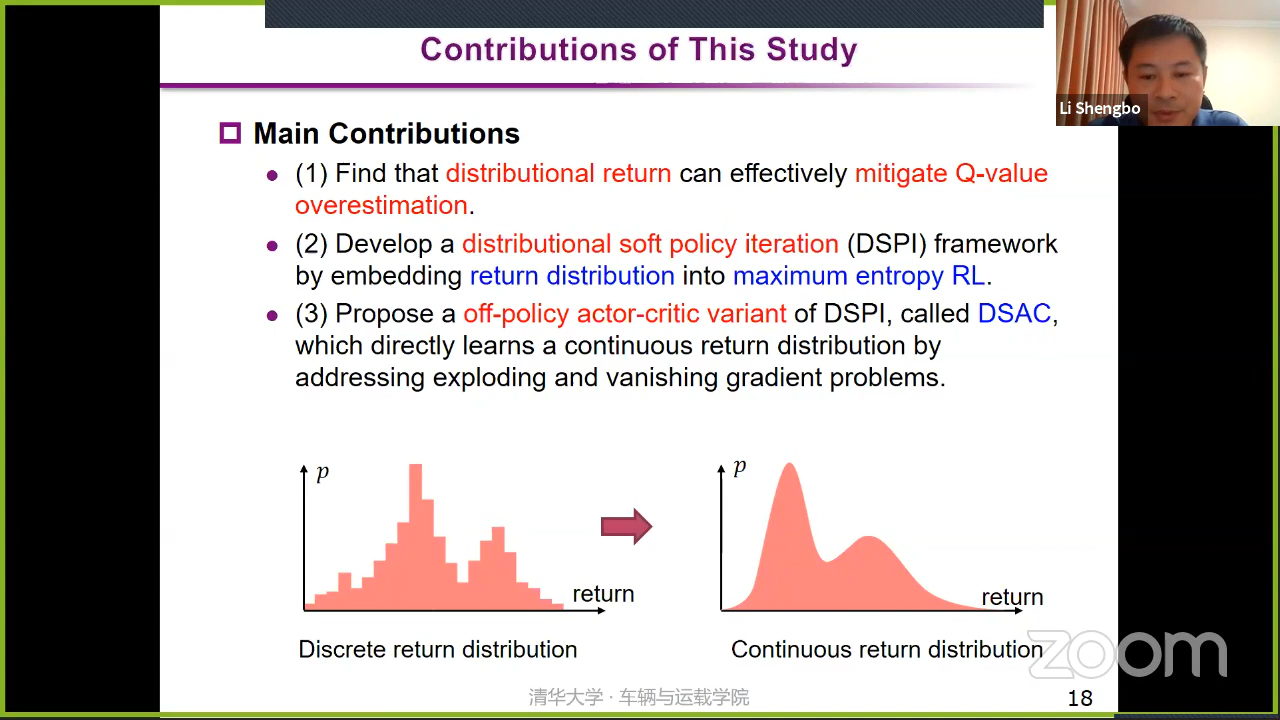 Contributions of This Study
Li Shengbo
Main Contributions
(1) Find that distributional return can effectively mitigate Q-value
overestimation.
(2) Develop a distributional soft policy iteration (DSPI) framework
by embedding return distribution into maximum entropy RL.
(3) Propose a off-policy actor-critic variant of DSPI, called DSAC,
which directly learns a continuous return distribution by
addressing exploding and vanishing gradient problems.
p
return
Discrete return distribution
p
return
Continuous return distribution
zoom
清华大学 · 车辆与运载学院
18